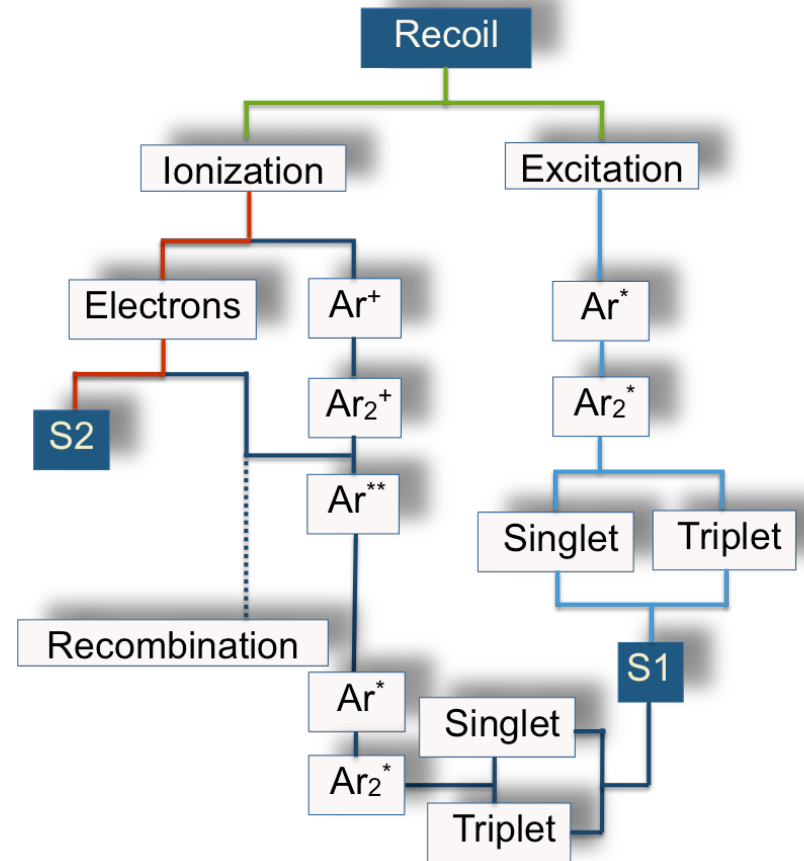 Recoil
Ionization
Excitation
Electrons
Ar⁺
Ar*
Ar₂⁺
Ar₂*
S2
Ar**
Singlet
Triplet
Recombination
S1
Ar*
Singlet
Ar₂*
Triplet